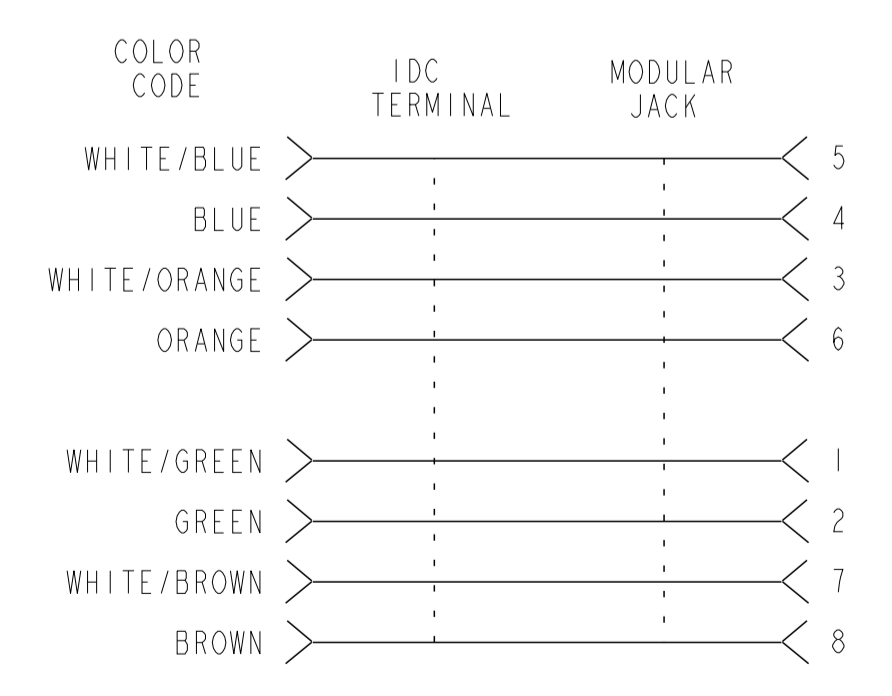 COLOR
CODE
IDC
TERMINAL
MODULAR
JACK
WHITE/BLUE 5
BLUE 4
WHITE/ORANGE 3
ORANGE 6
WHITE/GREEN 1
GREEN 2
WHITE/BROWN 7
BROWN 8